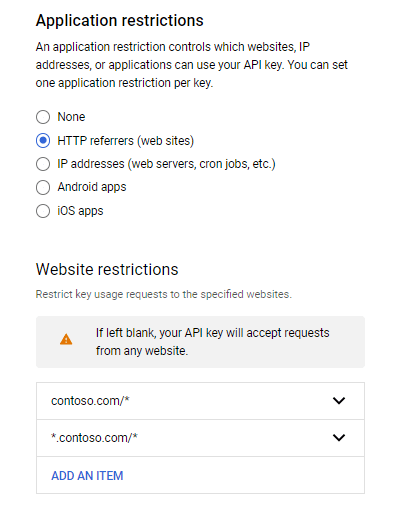 Application restrictions
An application restriction controls which websites, IP
addresses, or applications can use your API key. You can set
one application restriction per key.
None
HTTP referrers (web sites)
IP addresses (web servers, cron jobs, etc.)
Android apps
iOS apps
Website restrictions
Restrict key usage requests to the specified websites.
If left blank, your API key will accept requests
from any website.
contoso.com/*
*.contoso.com/*
ADD AN ITEM